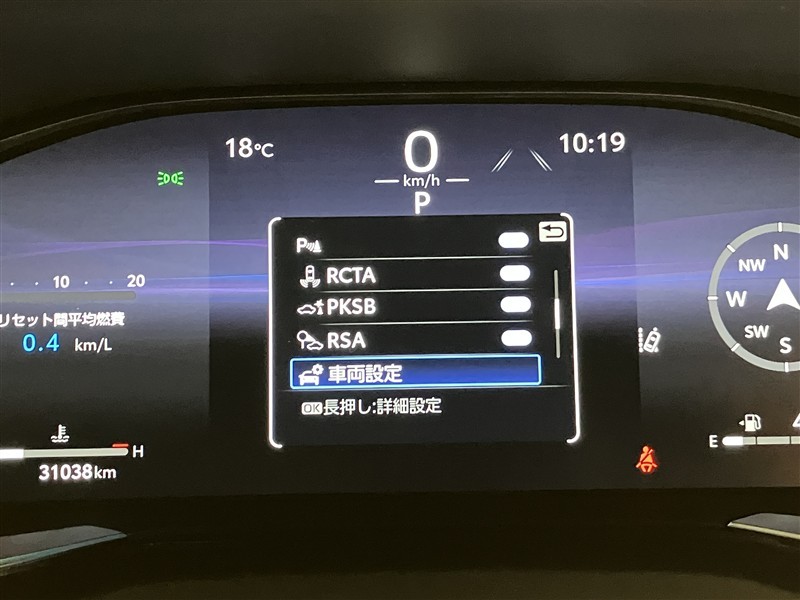 18℃
0
km/h
P
10:19
P
RCTA
PKSB
RSA
車両設定
OK長押し:詳細設定
10
20
リセット間平均燃費
0.4 km/L
H
31038km
N
NW
W
SW
S
E